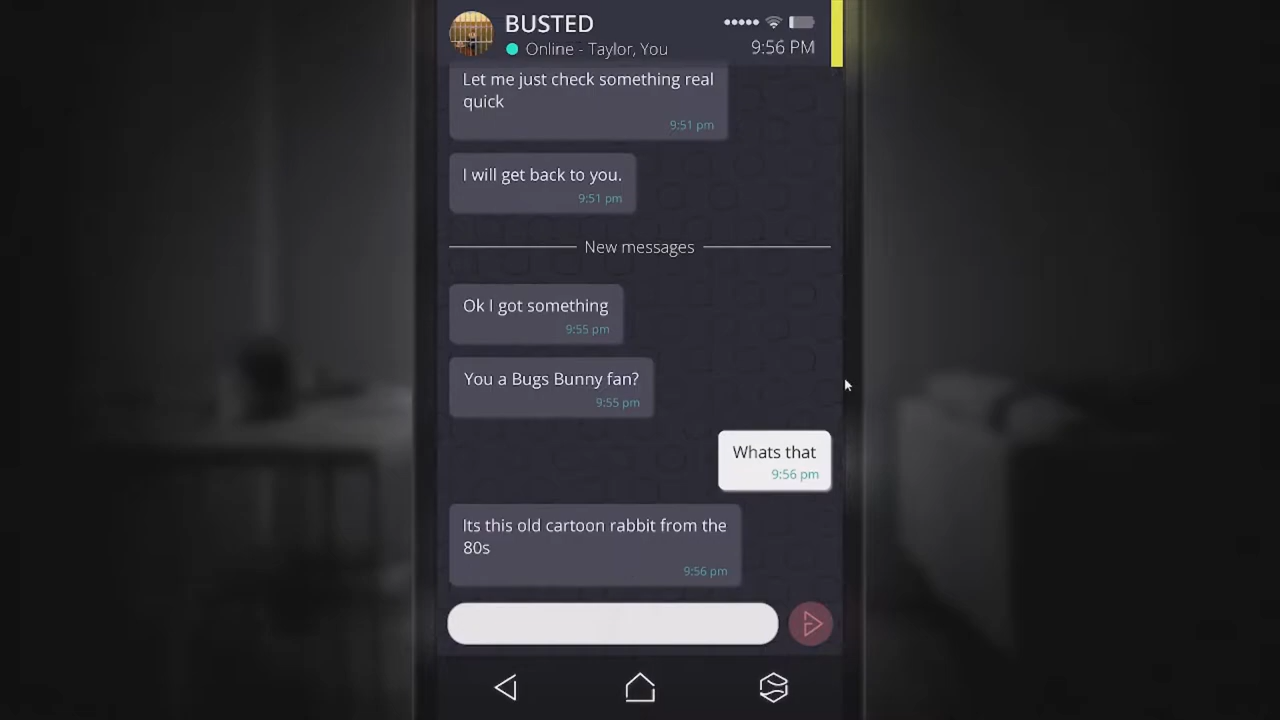 BUSTED
Online - Taylor, You
9:56 PM
Let me just check something real
quick
9:51 pm
I will get back to you.
9:51 pm
New messages
Ok I got something
9:55 pm
You a Bugs Bunny fan?
9:55 pm
Whats that
9:56 pm
Its this old cartoon rabbit from the
80s
9:56 pm